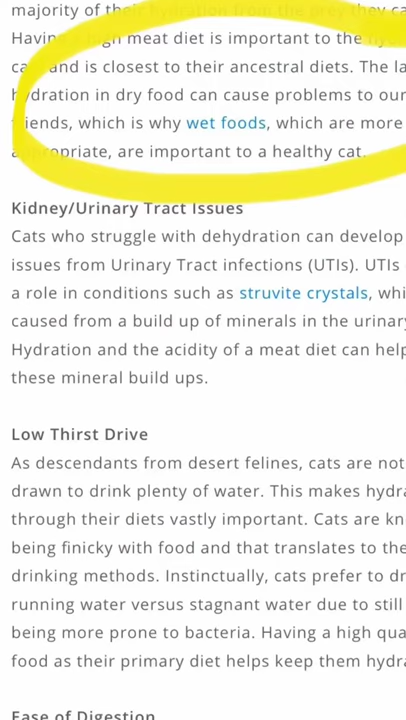 majority of their hydration from the prey they ca
Having a high meat diet is important to the
and is closest to their ancestral diets. The la
hydration in dry food can cause problems to our
friends, which is why wet foods, which are more
appropriate, are important to a healthy cat.
Kidney/Urinary Tract Issues
Cats who struggle with dehydration can develop
issues from Urinary Tract infections (UTIs). UTIs
a role in conditions such as struvite crystals, whi
caused from a build up of minerals in the urinar
Hydration and the acidity of a meat diet can help
these mineral build ups.
Low Thirst Drive
As descendants from desert felines, cats are not
drawn to drink plenty of water. This makes hydra
through their diets vastly important. Cats are kn
being finicky with food and that translates to the
drinking methods. Instinctually, cats prefer to dr
running water versus stagnant water due to still
being more prone to bacteria. Having a high qua
food as their primary diet helps keep them hydra
Ease of Digestion